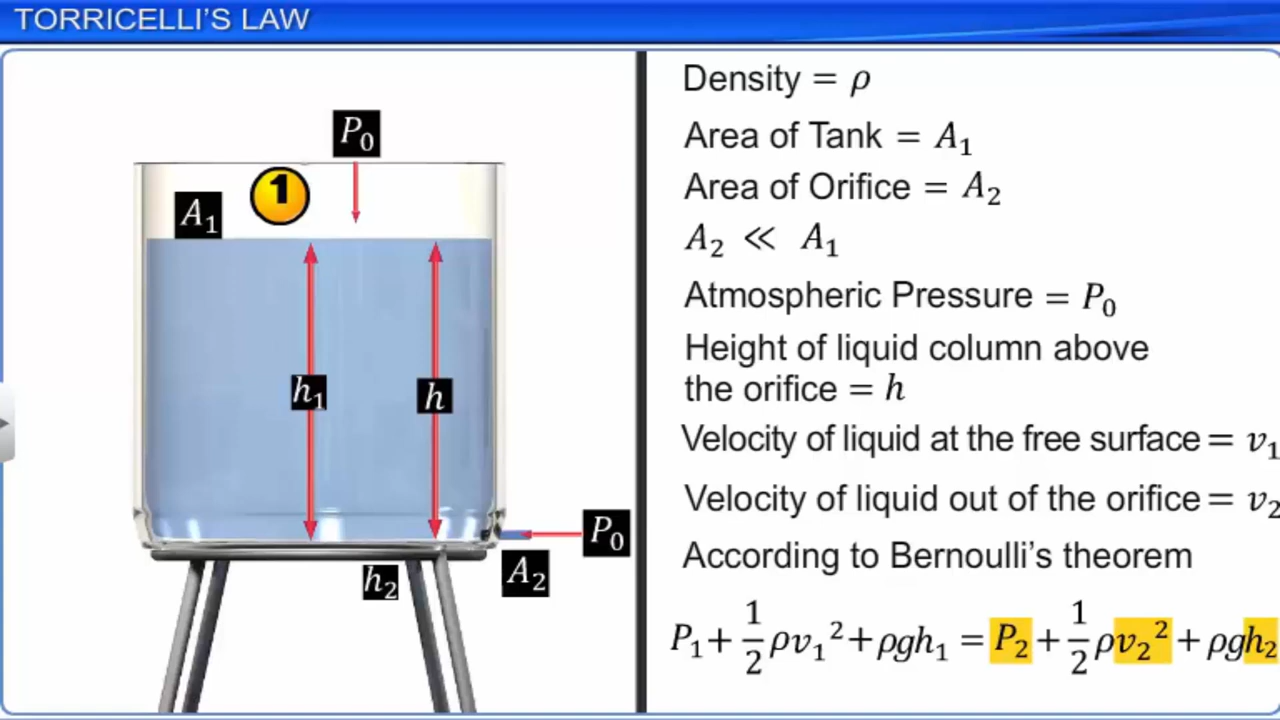 TORRICELLI'S LAW
P₀
1
A₁
h₁
h
P₀
A₂
h₂
Density = ρ
Area of Tank = A₁
Area of Orifice = A₂
A₂ ≪ A₁
Atmospheric Pressure = P₀
Height of liquid column above
the orifice = h
Velocity of liquid at the free surface = v₁
Velocity of liquid out of the orifice = v₂
According to Bernoulli's theorem
P₁ + 1/2 ρv₁² + ρgh₁ = P₂ + 1/2 ρv₂² + ρgh₂